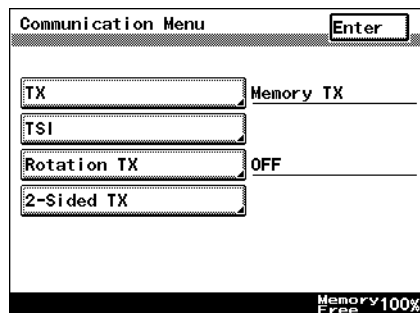 Communication Menu Enter
TX Memory TX
TSI
Rotation TX OFF
2-Sided TX
Memory Free 100%